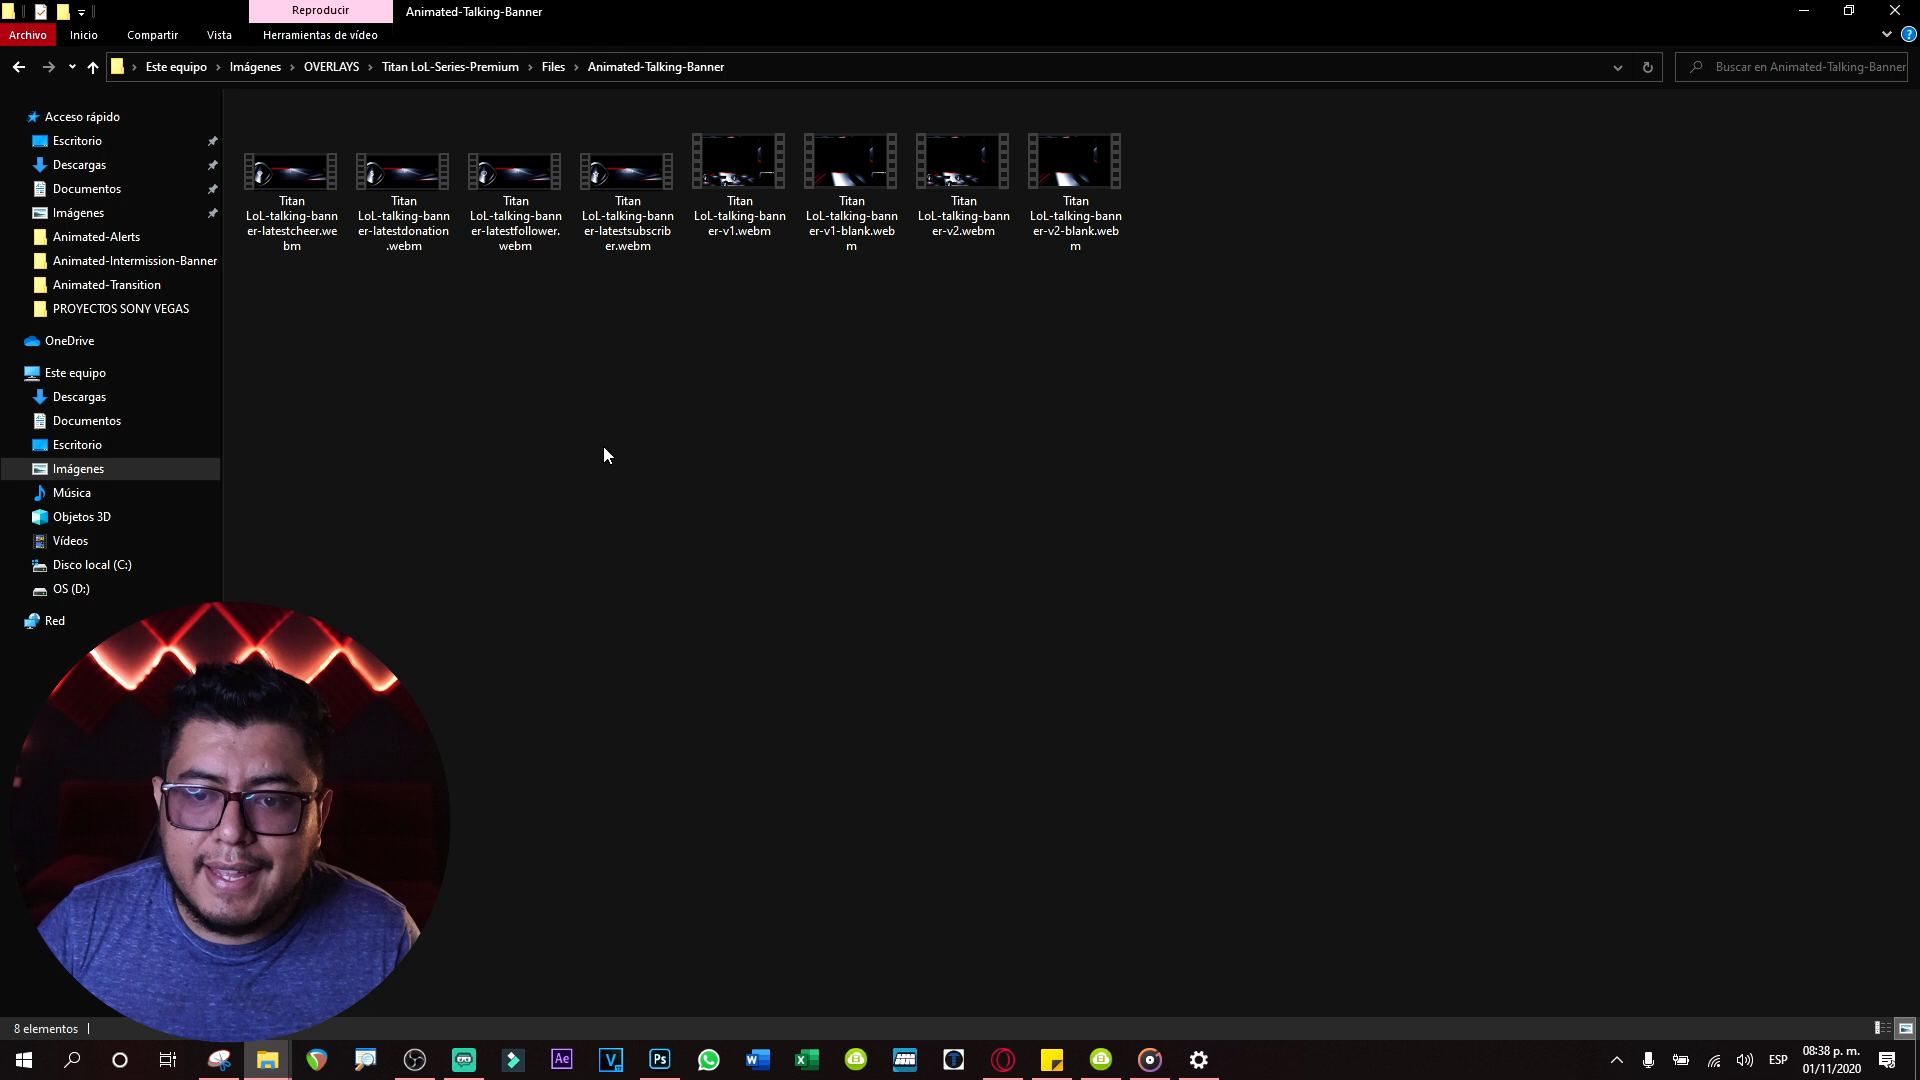 Reproducir
Animated-Talking-Banner
Archivo
Inicio
Compartir
Vista
Herramientas de vídeo
Este equipo
Imágenes
OVERLAYS
Titan LoL-Series-Premium
Files
Animated-Talking-Banner
Buscar en Animated-Talking-Banner
Acceso rápido
Escritorio
Descargas
Documentos
Imágenes
Animated-Alerts
Animated-Intermission-Banner
Animated-Transition
PROYECTOS SONY VEGAS
OneDrive
Este equipo
Descargas
Documentos
Escritorio
Imágenes
Música
Objetos 3D
Vídeos
Disco local (C:)
OS (D:)
Red
Titan
LoL-talking-bann
er-latestcheer.we
bm
Titan
LoL-talking-bann
er-latestdonation
.webm
Titan
LoL-talking-bann
er-latestfollower.
webm
Titan
LoL-talking-bann
er-latestsubscrib
er.webm
Titan
LoL-talking-bann
er-v1.webm
Titan
LoL-talking-bann
er-v1-blank.web
m
Titan
LoL-talking-bann
er-v2.webm
Titan
LoL-talking-bann
er-v2-blank.web
m
8 elementos
Ae
V
Ps
ESP
08:38 p. m.
01/11/2020